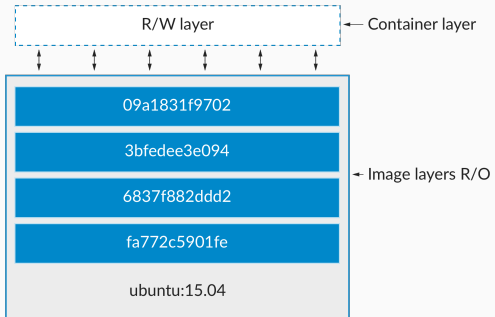 R/W layer
Container layer
09a1831f9702
3bfedee3e094
Image layers R/O
6837f882ddd2
fa772c5901fe
ubuntu:15.04